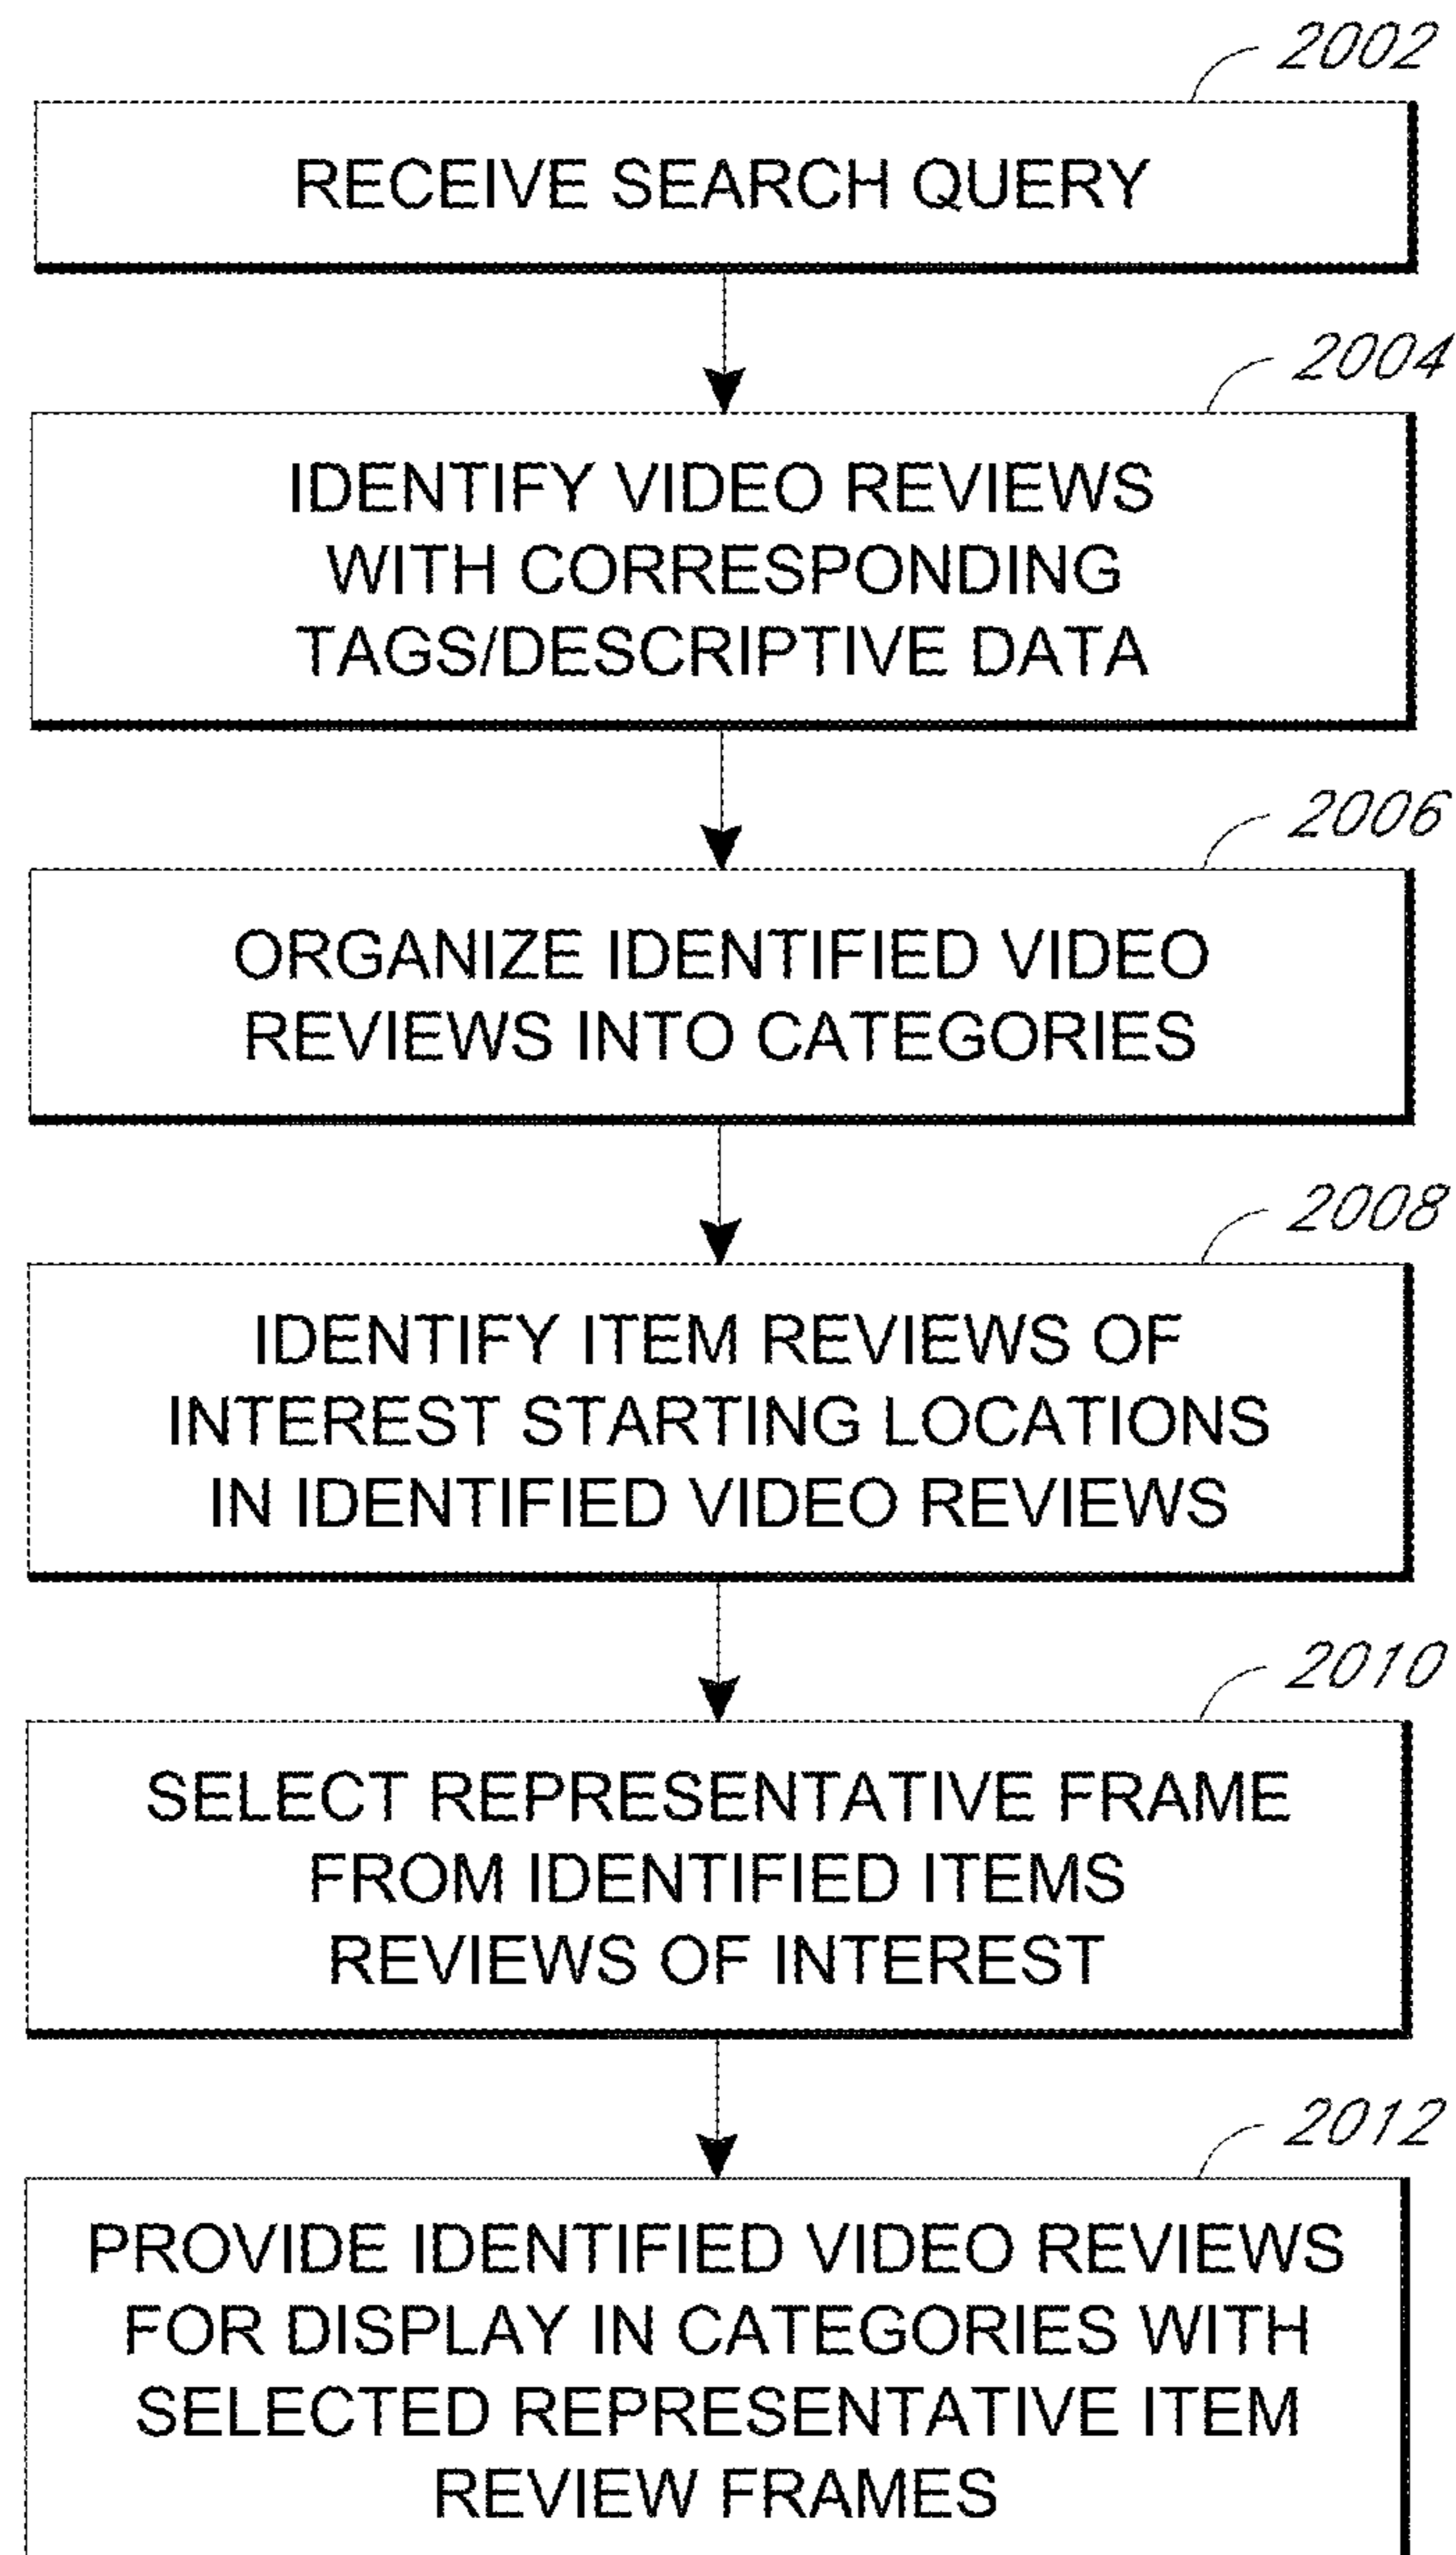 2002
RECEIVE SEARCH QUERY
2004
IDENTIFY VIDEO REVIEWS
WITH CORRESPONDING
TAGS/DESCRIPTIVE DATA
2006
ORGANIZE IDENTIFIED VIDEO
REVIEWS INTO CATEGORIES
2008
IDENTIFY ITEM REVIEWS OF
INTEREST STARTING LOCATIONS
IN IDENTIFIED VIDEO REVIEWS
2010
SELECT REPRESENTATIVE FRAME
FROM IDENTIFIED ITEMS
REVIEWS OF INTEREST
2012
PROVIDE IDENTIFIED VIDEO REVIEWS
FOR DISPLAY IN CATEGORIES WITH
SELECTED REPRESENTATIVE ITEM
REVIEW FRAMES